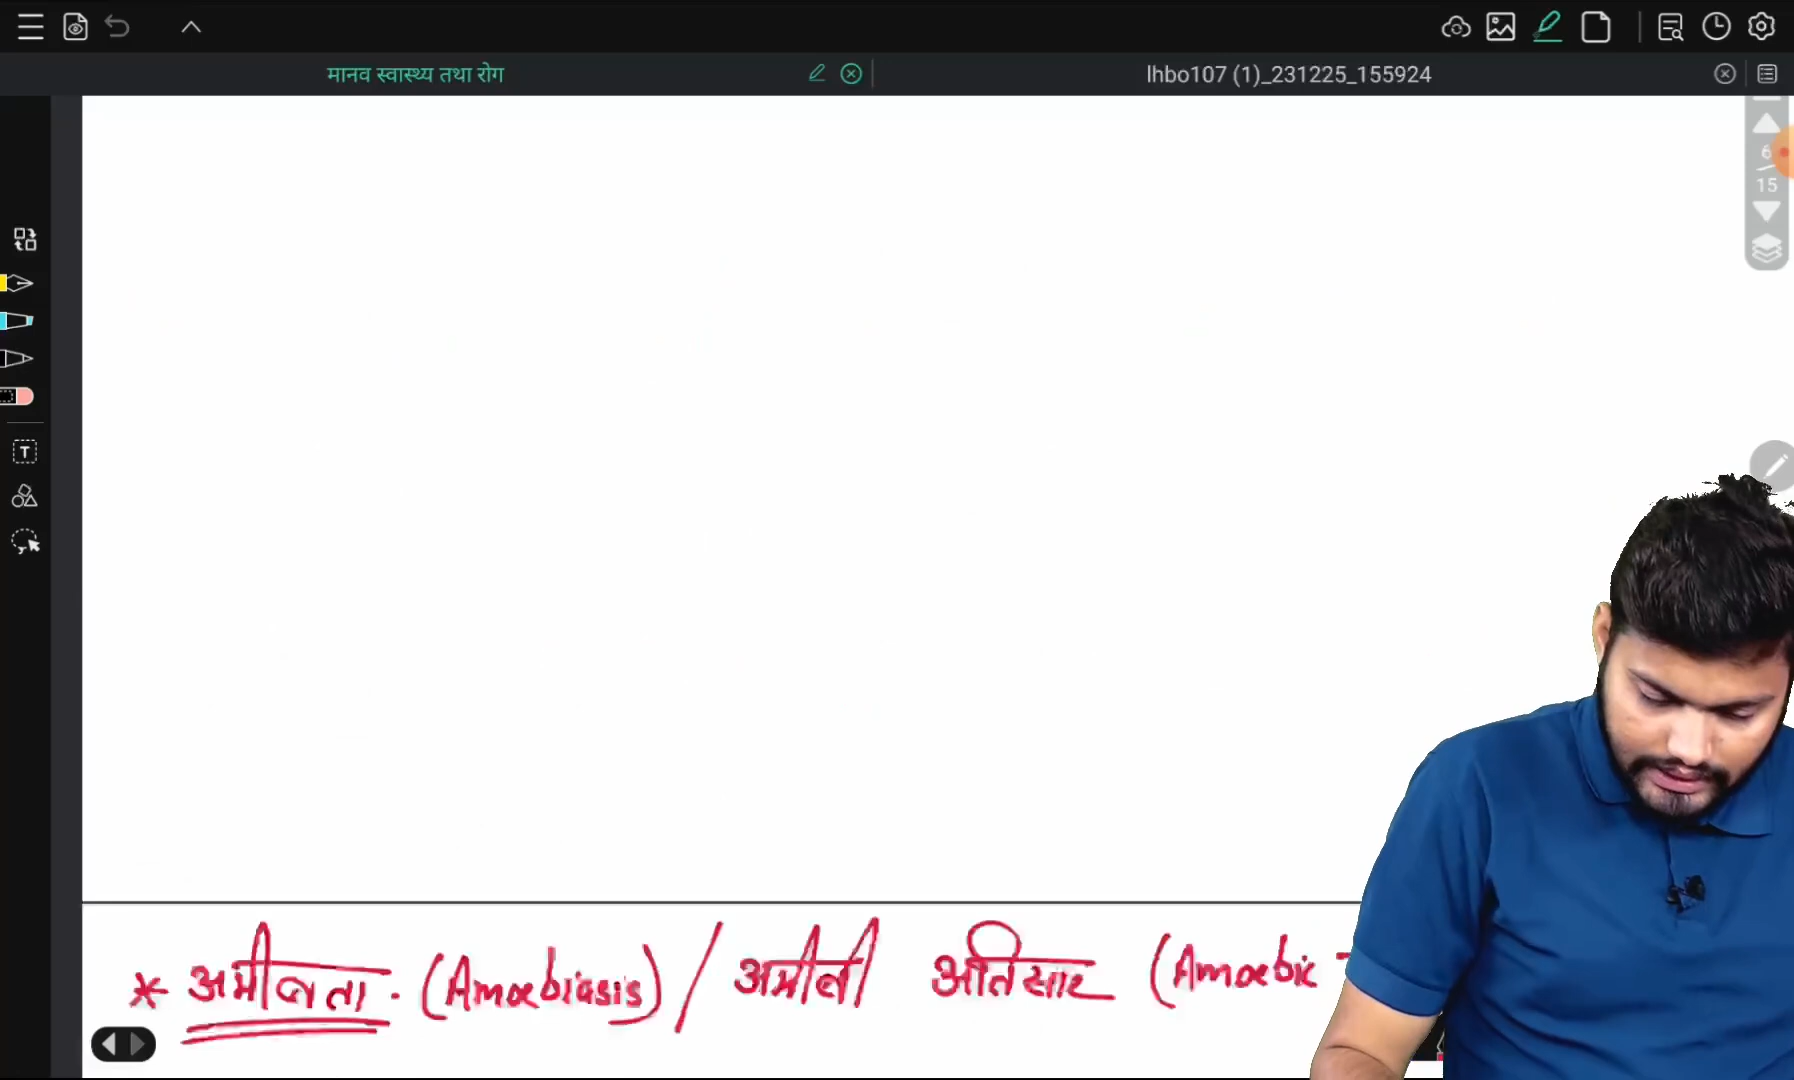 मानव स्वास्थ्य तथा रोग
lhbo107 (1)_231225_155924
6
15
T
* अमीबता. (Amoebiasis) / अमीबी अतिसार (Amoebic